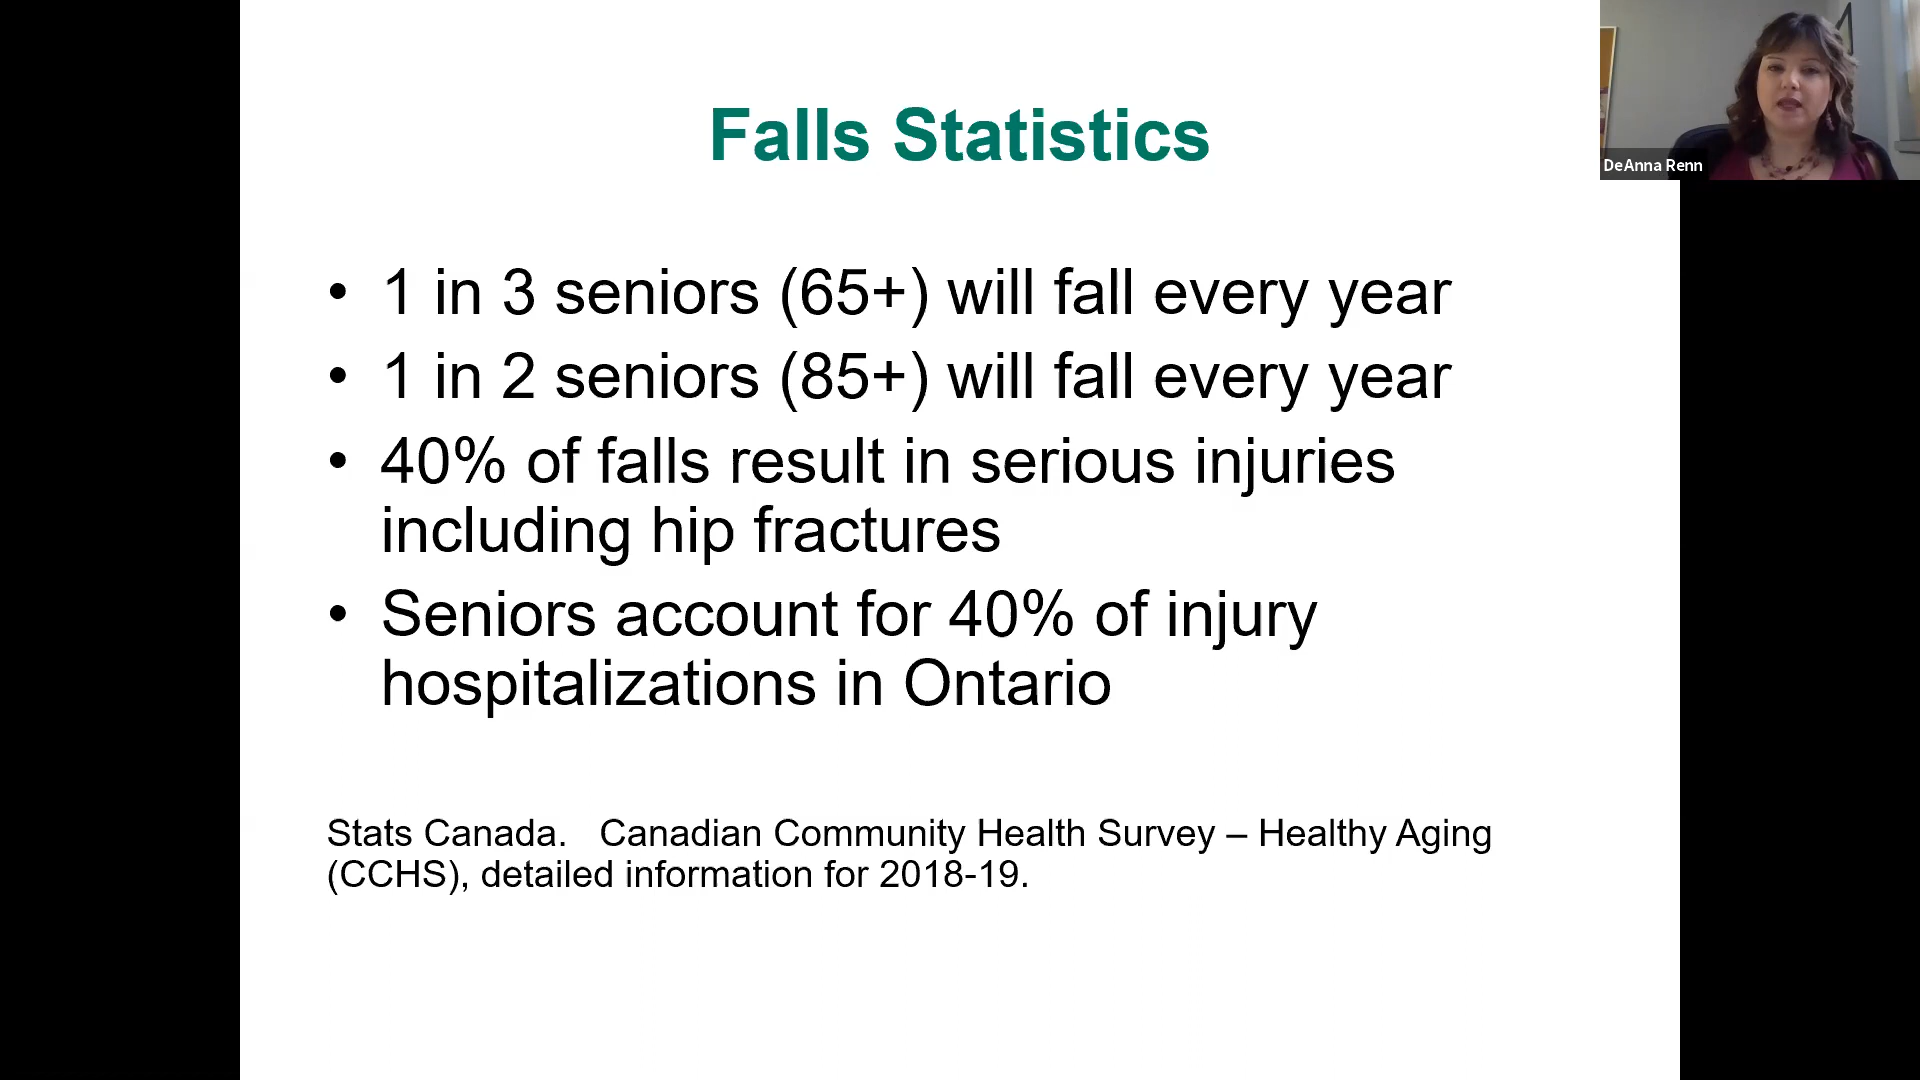 Falls Statistics
• 1 in 3 seniors (65+) will fall every year
• 1 in 2 seniors (85+) will fall every year
• 40% of falls result in serious injuries
including hip fractures
• Seniors account for 40% of injury
hospitalizations in Ontario
Stats Canada.   Canadian Community Health Survey – Healthy Aging
(CCHS), detailed information for 2018-19.
DeAnna Renn